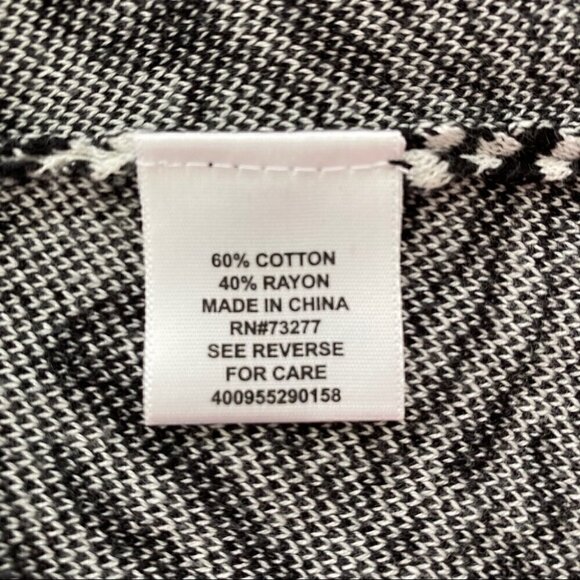 60% COTTON
40% RAYON
MADE IN CHINA
RN#73277
SEE REVERSE
FOR CARE
400955290158